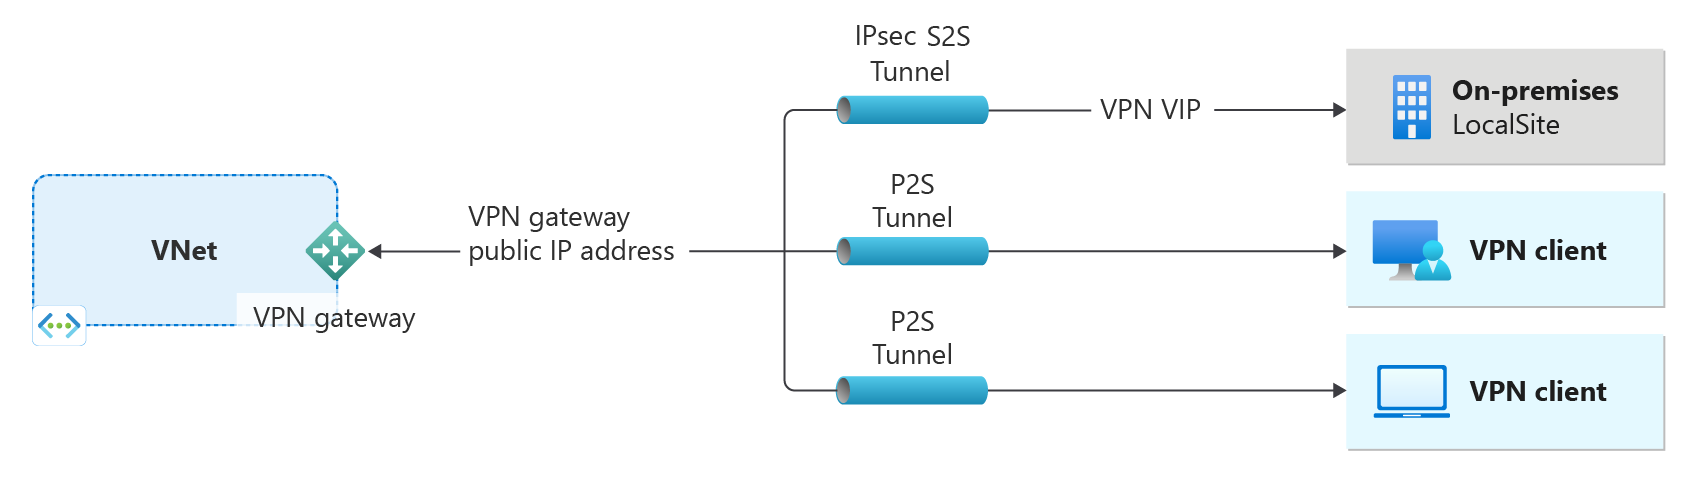 IPsec S2S
Tunnel
VPN VIP
On-premises
LocalSite
P2S
Tunnel
VPN gateway
public IP address
VNet
VPN client
VPN gateway
P2S
Tunnel
VPN client